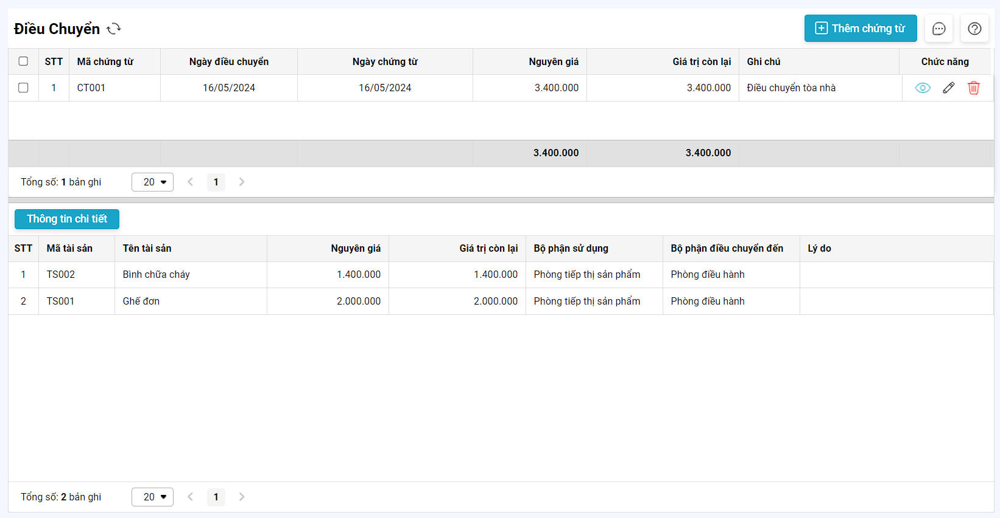 Điều Chuyển
Thêm chứng từ
STT Mã chứng từ Ngày điều chuyển Ngày chứng từ Nguyên giá Giá trị còn lại Ghi chú Chức năng
1 CT001 16/05/2024 16/05/2024 3.400.000 3.400.000 Điều chuyển tòa nhà
3.400.000 3.400.000
Tổng số: 1 bản ghi 20 1
Thông tin chi tiết
STT Mã tài sản Tên tài sản Nguyên giá Giá trị còn lại Bộ phận sử dụng Bộ phận điều chuyển đến Lý do
1 TS002 Bình chữa cháy 1.400.000 1.400.000 Phòng tiếp thị sản phẩm Phòng điều hành
2 TS001 Ghế đơn 2.000.000 2.000.000 Phòng tiếp thị sản phẩm Phòng điều hành
Tổng số: 2 bản ghi 20 1